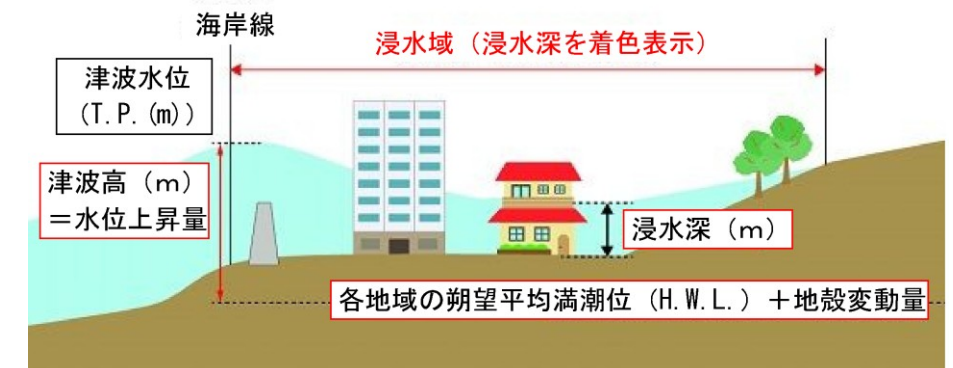 海岸線
浸水域（浸水深を着色表示）
津波水位
（T.P.(m)）
津波高（ｍ）
＝水位上昇量
浸水深（ｍ）
各地域の朔望平均満潮位（H.W.L.）＋地殻変動量